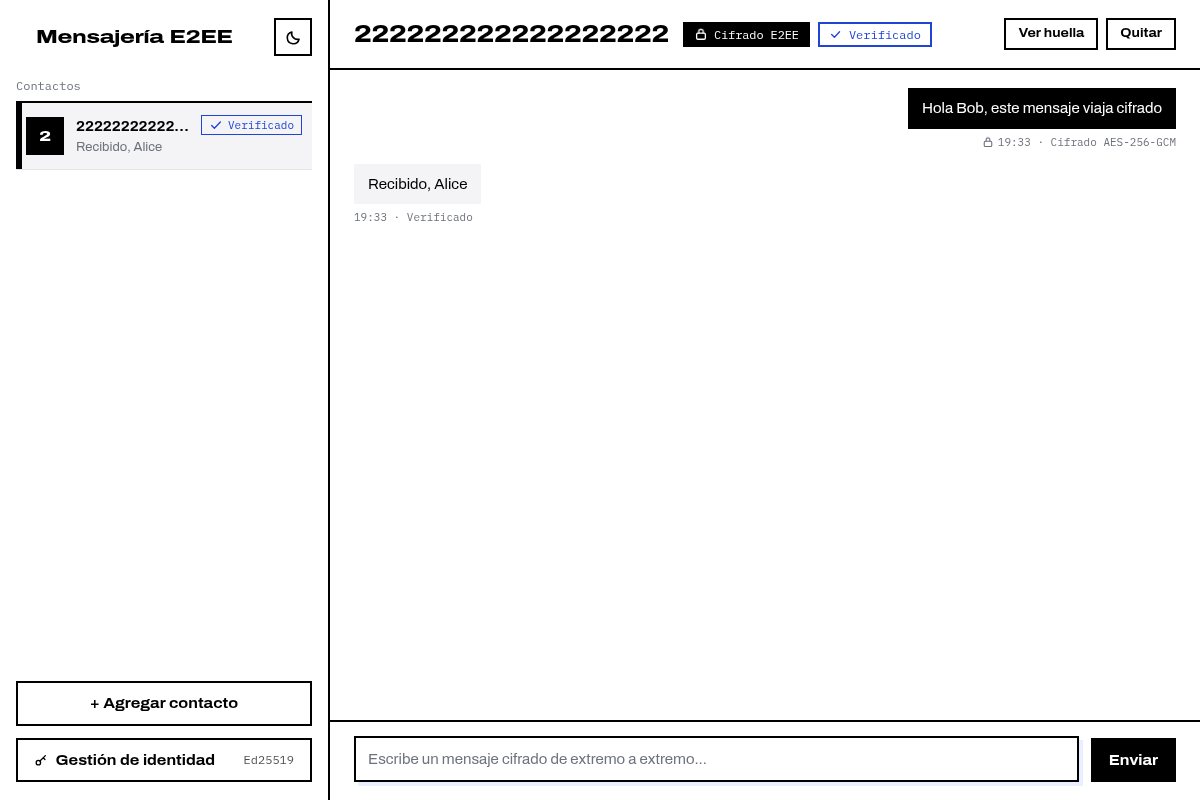 Mensajería E2EE
Contactos
2
22222222222...
Verificado
Recibido, Alice
+ Agregar contacto
Gestión de identidad
Ed25519
222222222222222222
Cifrado E2EE
Verificado
Ver huella
Quitar
Hola Bob, este mensaje viaja cifrado
19:33 · Cifrado AES-256-GCM
Recibido, Alice
19:33 · Verificado
Escribe un mensaje cifrado de extremo a extremo...
Enviar